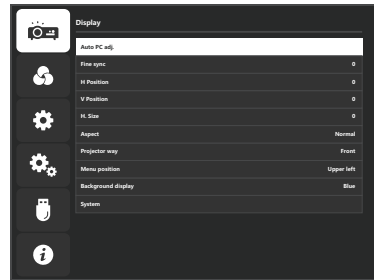 Display
Auto PC adj.
Fine sync 0
H Position 0
V Position 0
H. Size 0
Aspect Normal
Projector way Front
Menu position Upper left
Background display Blue
System